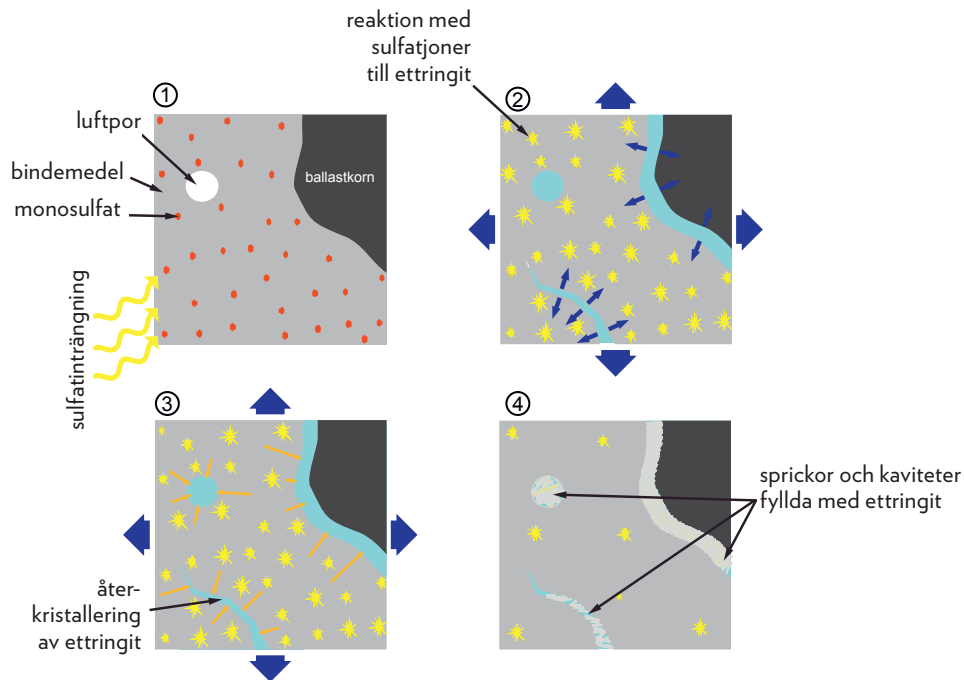 reaktion med
sulfatjoner
till ettringit
1
2
luftpor
bindemedel
monosulfat
ballastkorn
sulfatinträngning
3
4
sprickor och kaviteter
fyllda med ettringit
åter-
kristallering
av ettringit